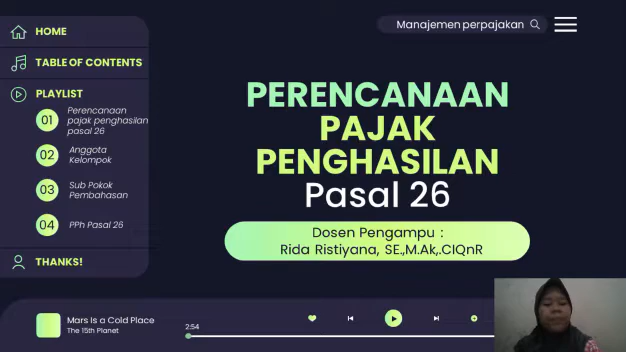 Manajemen perpajakan
HOME
TABLE OF CONTENTS
PLAYLIST
01
Perencanaan
pajak penghasilan
pasal 26
02
Anggota
Kelompok
03
Sub Pokok
Pembahasan
04
PPh Pasal 26
THANKS!
PERENCANAAN
PAJAK
PENGHASILAN
Pasal 26
Dosen Pengampu :
Rida Ristiyana, SE.,M.Ak,.CIQnR
Mars is a Cold Place
The 15th Planet
2:54